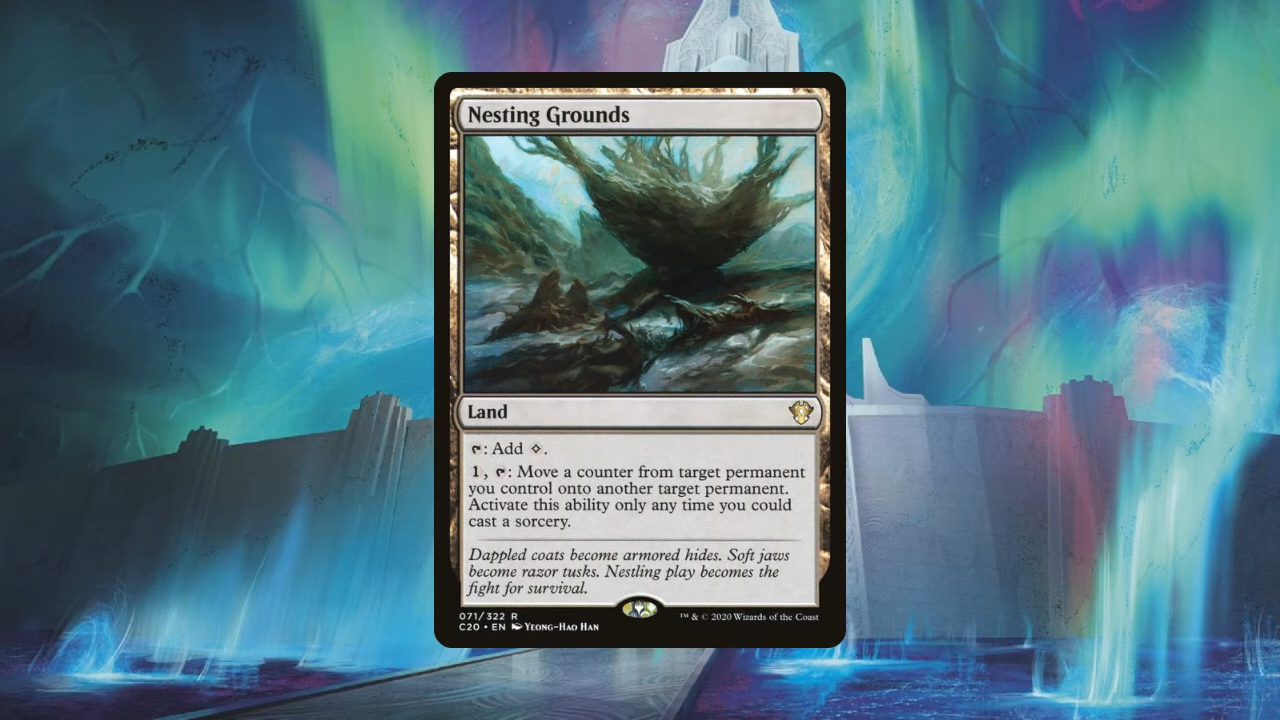 Nesting Grounds
Land
: Add .
1, : Move a counter from target permanent
you control onto another target permanent.
Activate this ability only any time you could
cast a sorcery.
Dappled coats become armored hides. Soft jaws
become razor tusks. Nestling play becomes the
fight for survival.
071/322 R
C20 • EN Yeong-Hao Han
™ & © 2020 Wizards of the Coast